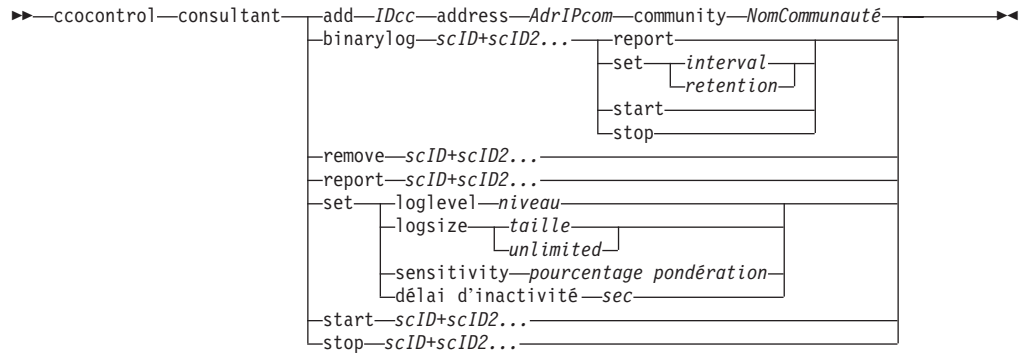 ccocontrol consultant add IDcc address AdrIPcom community NomCommunauté
binarylog scID+scID2... report
set interval
retention
start
stop
remove scID+scID2...
report scID+scID2...
set loglevel niveau
logsize taille
unlimited
sensitivity pourcentage pondération
délai d'inactivité sec
start scID+scID2...
stop scID+scID2...